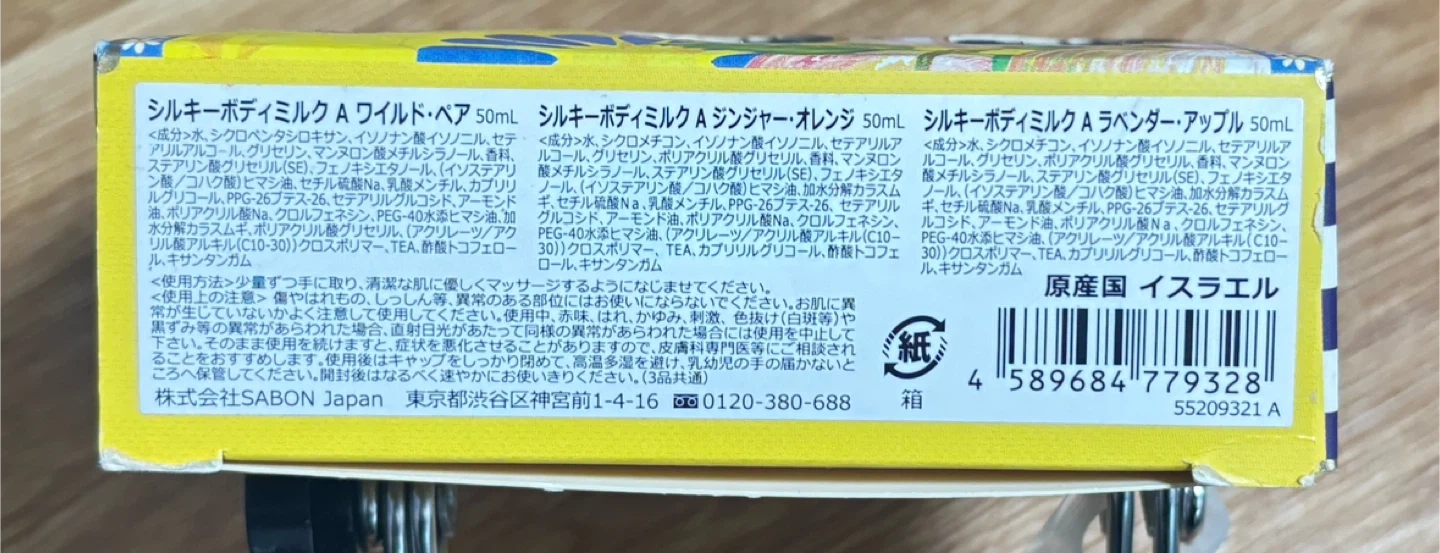 シルキーボディミルク A ワイルド・ペア 50mL
<成分>水、シクロペンタシロキサン、イソノナン酸イソノニル、セテ
アリルアルコール、グリセリン、マンヌロン酸メチルシラノール、香料、
ステアリン酸グリセリル(SE)、フェノキシエタノール、(イソステアリ
ン酸/コハク酸)ヒマシ油、セチル硫酸Na、乳酸メンチル、カプリリ
ルグリコール、PPG-26ブテス-26、セテアリルグルコシド、アーモンド
油、ポリアクリル酸Na、クロルフェネシン、PEG-40水添ヒマシ油、加
水分解カラスムギ、ポリアクリル酸グリセリル、(アクリレーツ/アクリ
ル酸アルキル(C10-30))クロスポリマー、TEA、酢酸トコフェロー
ル、キサンタンガム
シルキーボディミルク A ジンジャー・オレンジ 50mL
<成分>水、シクロメチコン、イソノナン酸イソノニル、セテアリルア
ルコール、グリセリン、ポリアクリル酸グリセリル、香料、マンヌロン
酸メチルシラノール、ステアリン酸グリセリル(SE)、フェノキシエタ
ノール、(イソステアリン酸/コハク酸)ヒマシ油、加水分解カラスム
ギ、セチル硫酸Na、乳酸メンチル、PPG-26ブテス-26、セテアリル
グルコシド、アーモンド油、ポリアクリル酸Na、クロルフェネシン、
PEG-40水添ヒマシ油、(アクリレーツ/アクリル酸アルキル(C10-
30))クロスポリマー、TEA、カプリリルグリコール、酢酸トコフェロ
ール、キサンタンガム
シルキーボディミルク A ラベンダー・アップル 50mL
<成分>水、シクロメチコン、イソノナン酸イソノニル、セテアリルア
ルコール、グリセリン、ポリアクリル酸グリセリル、香料、マンヌロン
酸メチルシラノール、ステアリン酸グリセリル(SE)、フェノキシエタ
ノール、(イソステアリン酸/コハク酸)ヒマシ油、加水分解カラスム
ギ、セチル硫酸Na、乳酸メンチル、PPG-26ブテス-26、セテアリルグ
ルコシド、アーモンド油、ポリアクリル酸Na、クロルフェネシン、
PEG-40水添ヒマシ油、(アクリレーツ/アクリル酸アルキル(C10-
30))クロスポリマー、TEA、カプリリルグリコール、酢酸トコフェロ
ール、キサンタンガム
<使用方法>少量ずつ手に取り、清潔な肌に優しくマッサージするようになじませてください。
<使用上の注意> 傷やはれもの、しっしん等、異常のある部位にはお使いにならないでください。お肌に異
常が生じていないかよく注意して使用してください。使用中、赤味、はれ、かゆみ、刺激、色抜け(白斑等)や
黒ずみ等の異常があらわれた場合、直射日光があたって同様の異常があらわれた場合には使用を中止して
下さい。そのまま使用を続けますと、症状を悪化させることがありますので、皮膚科専門医等にご相談され
ることをおすすめします。使用後はキャップをしっかり閉めて、高温多湿を避け、乳幼児の手の届かないと
ころへ保管してください。開封後はなるべく速やかにお使いきりください。(3品共通)
株式会社SABON Japan 東京都渋谷区神宮前1-4-16 0120-380-688
紙
箱
原産国 イスラエル
4 589684 779328
55209321 A